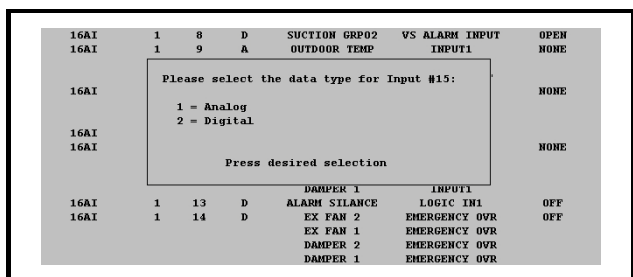 16AI 1 8 D SUCTION GRP02 VS ALARM INPUT OPEN
16AI 1 9 A OUTDOOR TEMP INPUT1 NONE
Please select the data type for Input #15:
16AI NONE
1 = Analog
2 = Digital
16AI
16AI NONE
Press desired selection
DAMPER 1 INPUT1
16AI 1 13 D ALARM SILANCE LOGIC IN1 OFF
16AI 1 14 D EX FAN 2 EMERGENCY OVR OFF
EX FAN 1 EMERGENCY OVR
DAMPER 2 EMERGENCY OVR
DAMPER 1 EMERGENCY OVR